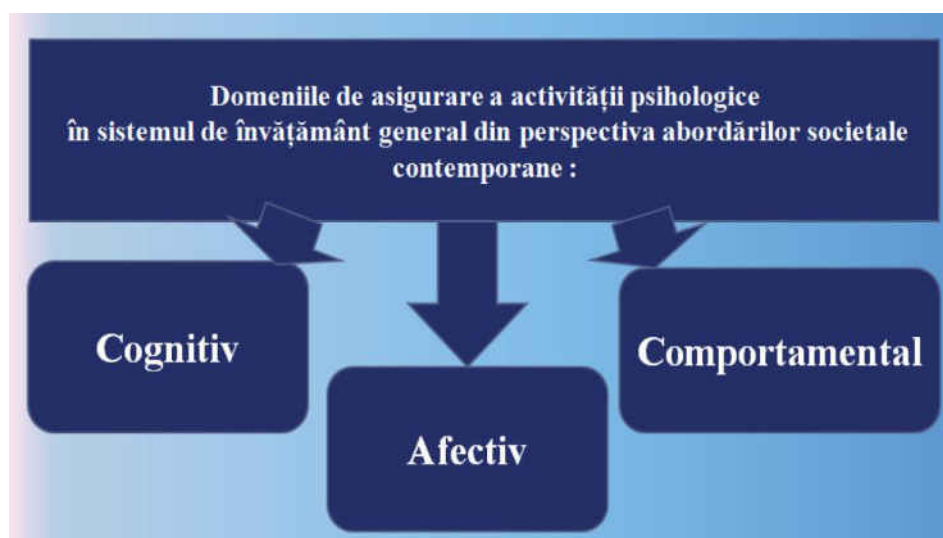 Domeniile de asigurare a activității psihologice
în sistemul de învățământ general din perspectiva abordărilor societale
contemporane :
Cognitiv
Afectiv
Comportamental